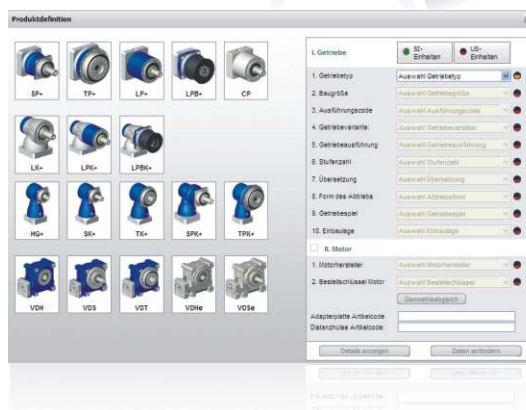 Produktdefinition
SP+ TP+ LP+ LPB+ CP
LK+ LPK+ LPBK+
HG+ SK+ TK+ SPK+ TPK+
VDH VDS VDT VDHe VDSe
I. Getriebe
SI-Einheiten
US-Einheiten
1. Getriebetyp Auswahl Getriebetyp
2. Baugröße Auswahl Getriebegröße
3. Ausführungscode Auswahl Ausführungscode
4. Getriebevariante: Auswahl Getriebevariation
5. Getriebeausführung Auswahl Getriebeausführung
6. Stufenzahl Auswahl Stufenzahl
7. Übersetzung Auswahl Übersetzung
8. Form des Abtriebs Auswahl Abtriebsform
9. Getriebespiel Auswahl Getriebespiel
10. Einbaulage Auswahl Einbaulage
II. Motor
1. Motorhersteller Auswahl Motorhersteller
2. Bestellschlüssel Motor Auswahl Bestellschlüssel
Geometrieabgleich
Adapterplatte Artikelcode
Distanzhülse Artikelcode:
Details anzeigen Daten anfordern